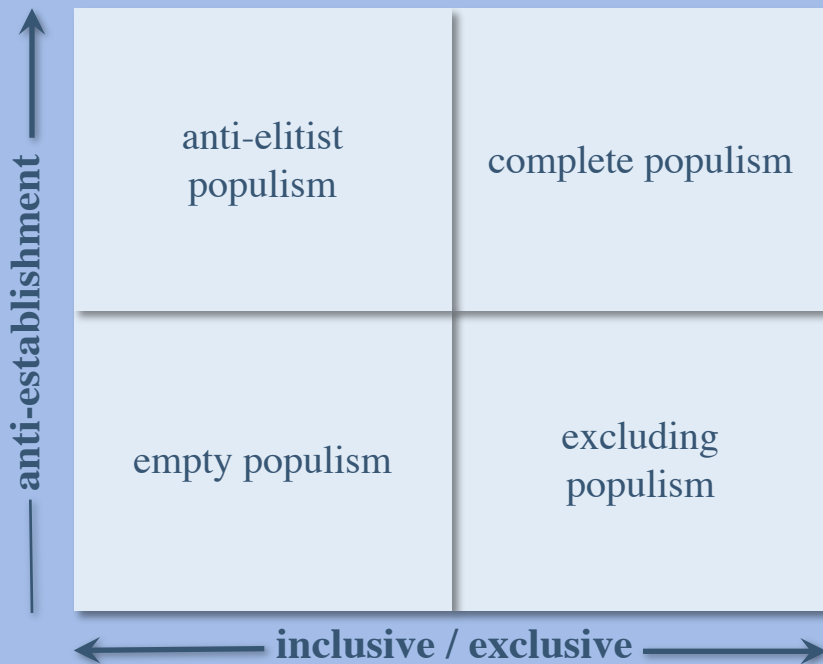 anti-elitist
populism
complete populism
empty populism
excluding
populism
anti-establishment
inclusive / exclusive